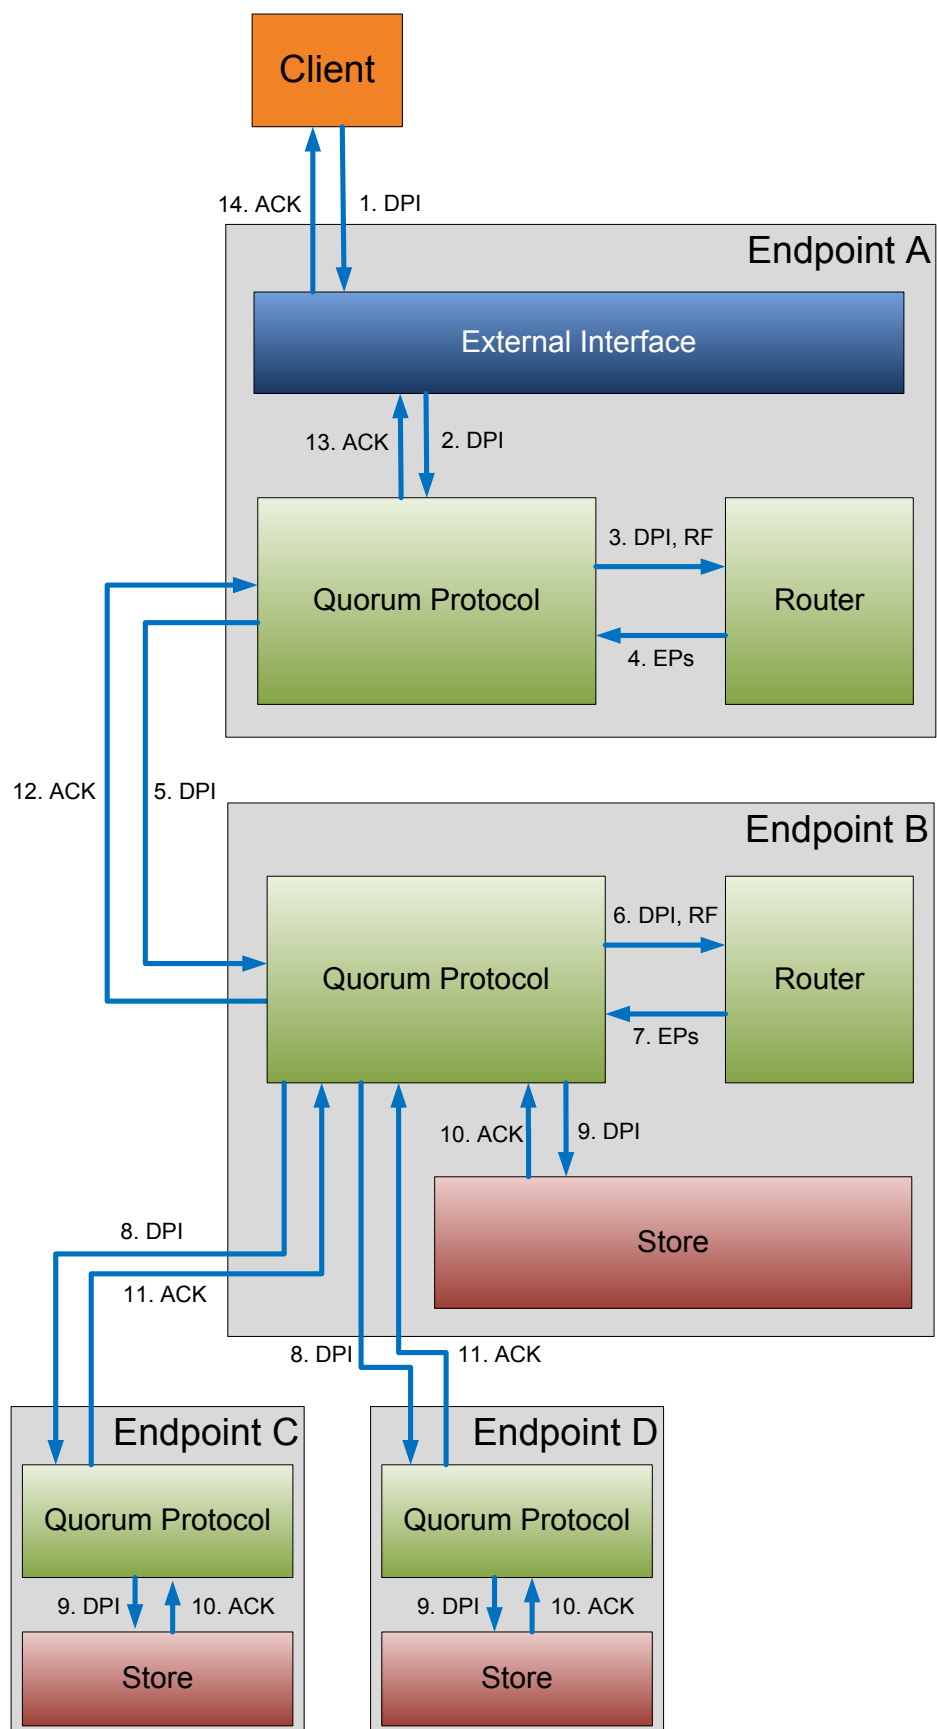 Client
14. ACK
1. DPI
Endpoint A
External Interface
13. ACK
2. DPI
3. DPI, RF
Quorum Protocol
Router
4. EPs
12. ACK
5. DPI
Endpoint B
6. DPI, RF
Quorum Protocol
Router
7. EPs
10. ACK
9. DPI
8. DPI
Store
11. ACK
8. DPI
11. ACK
Endpoint C
Endpoint D
Quorum Protocol
Quorum Protocol
9. DPI
10. ACK
9. DPI
10. ACK
Store
Store